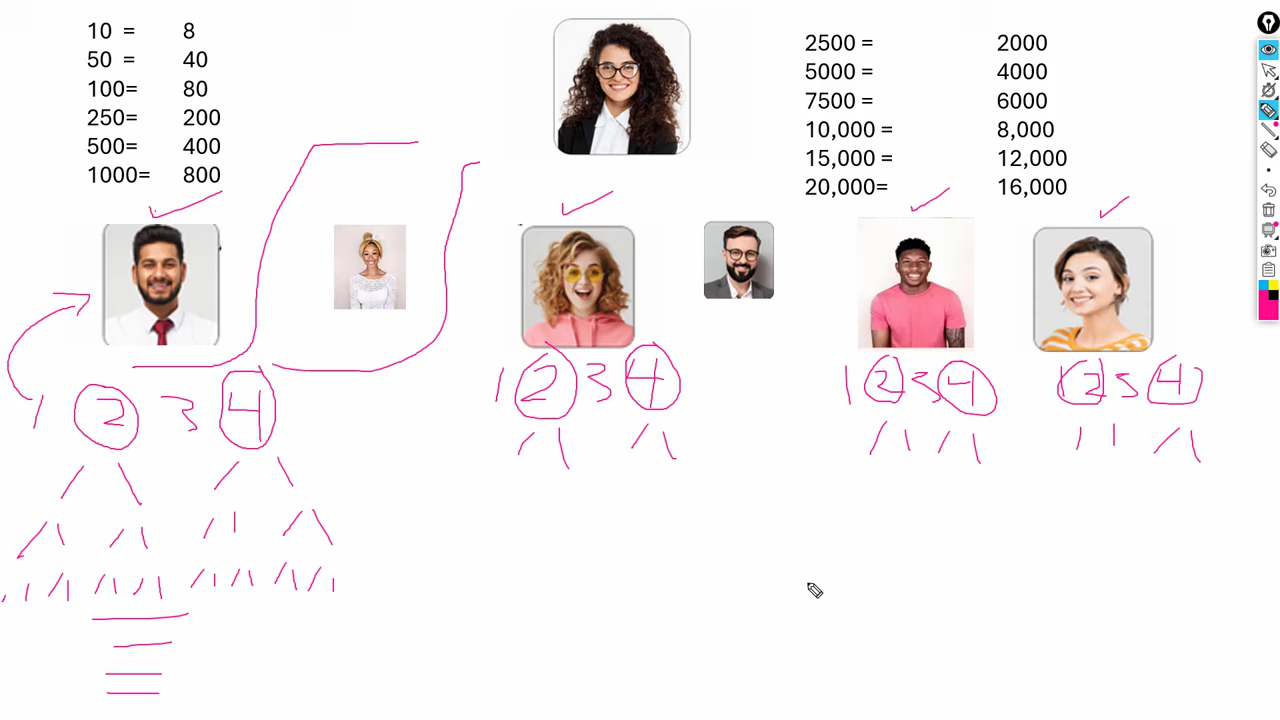 10 = 8
50 = 40
100= 80
250= 200
500= 400
1000= 800
2500 = 2000
5000 = 4000
7500 = 6000
10,000 = 8,000
15,000 = 12,000
20,000= 16,000
1 2 3 4
1 2 3 4
1 2 3 4
1 2 3 4